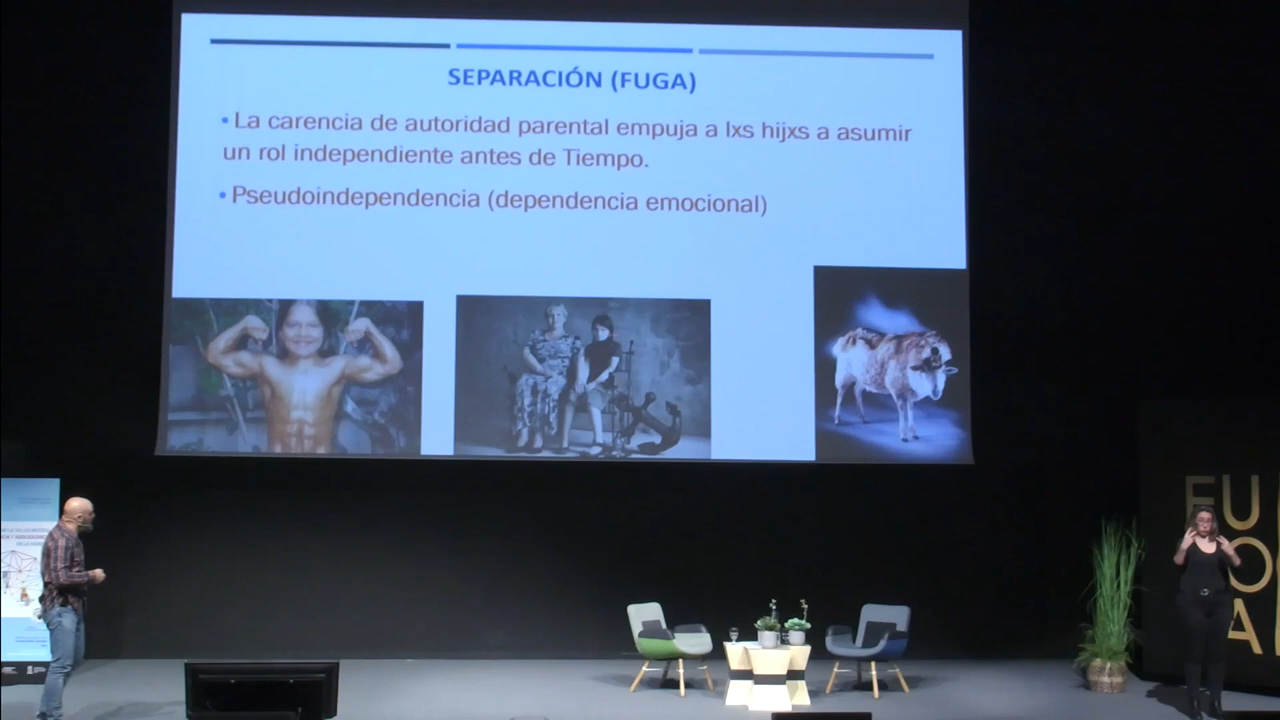 SEPARACIÓN (FUGA)
• La carencia de autoridad parental empuja a lxs hijxs a asumir
un rol independiente antes de Tiempo.
• Pseudoindependencia (dependencia emocional)
EU